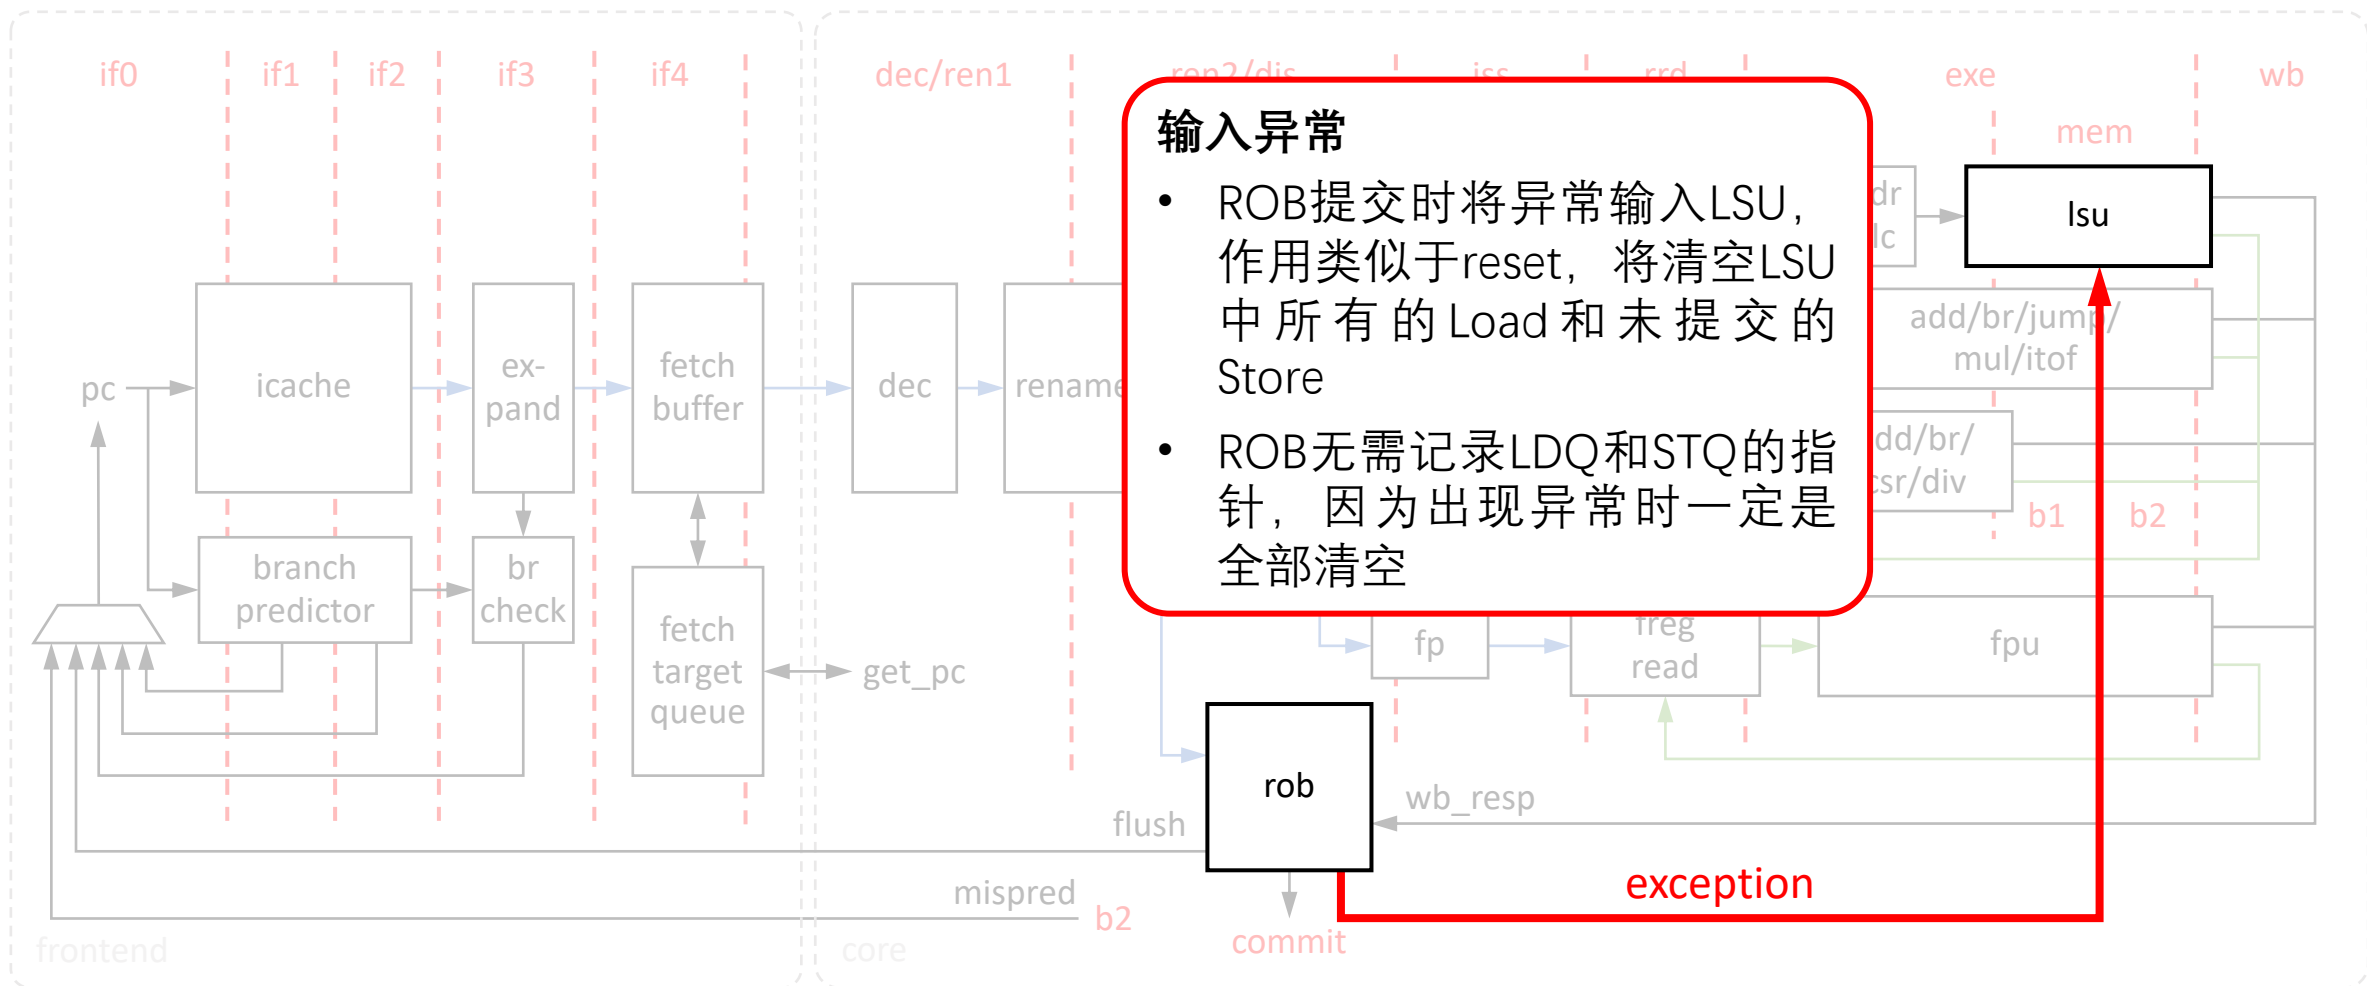 if0
if1
if2
if3
if4
dec/ren1
ren2/dis
iss
rrd
exe
wb
mem
输入异常
• ROB提交时将异常输入LSU,
作用类似于reset, 将清空LSU
中所有的Load和未提交的
Store
• ROB无需记录LDQ和STQ的指
针, 因为出现异常时一定是
全部清空
lsu
add/br/jump/
mul/itof
b1
b2
pc
icache
ex-
pand
fetch
buffer
dec
rename
branch
predictor
br
check
fetch
target
queue
get_pc
fp
freg
read
fpu
rob
wb_resp
flush
mispred
b2
exception
commit
frontend
core